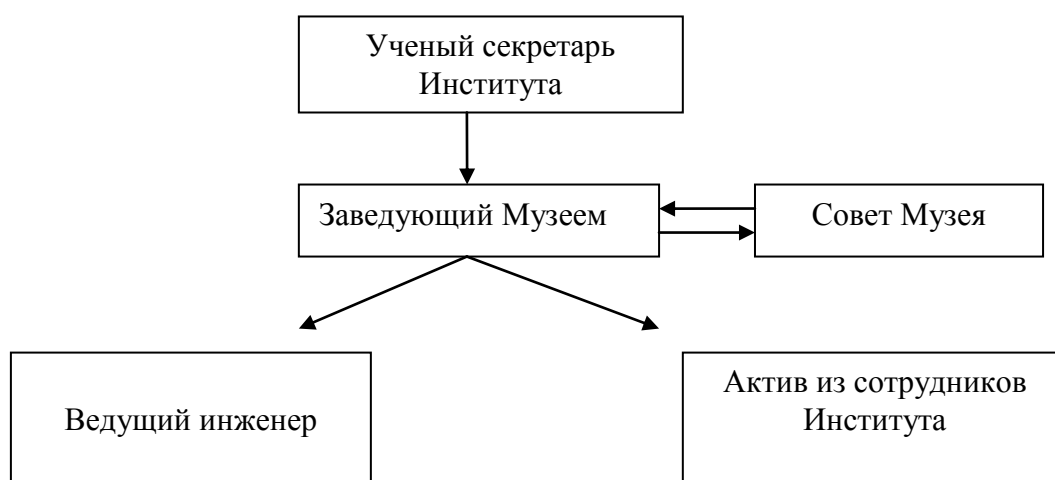 Ученый секретарь
Института
Заведующий Музеем
Совет Музея
Ведущий инженер
Актив из сотрудников
Института